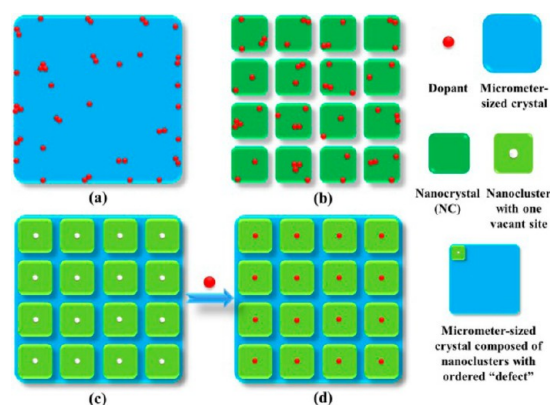 (a)
(b)
Dopant
Micrometer-
sized crystal
Nanocrystal
(NC)
Nanocluster
with one
vacant site
(c)
(d)
Micrometer-sized
crystal composed of
nanoclusters with
ordered “defect”